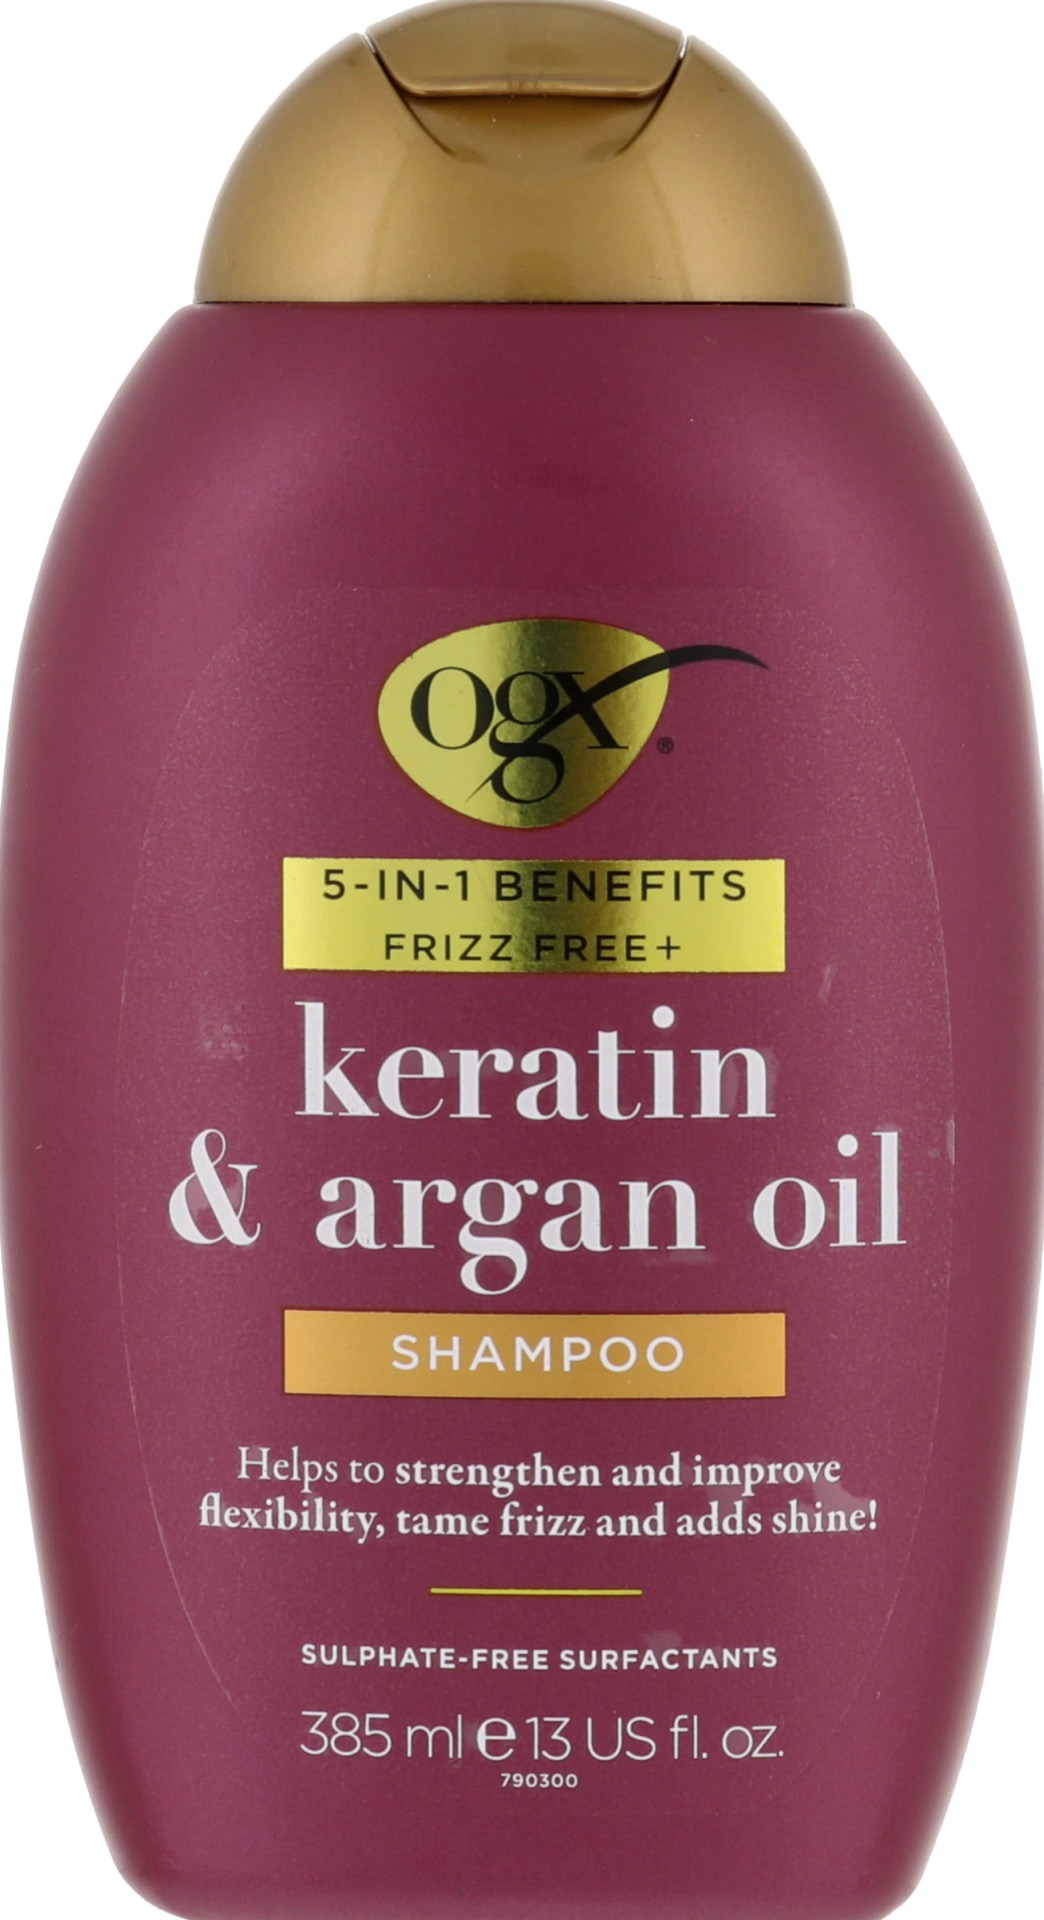 ogx®
5-IN-1 BENEFITS
FRIZZ FREE+
keratin
& argan oil
SHAMPOO
Helps to strengthen and improve
flexibility, tame frizz and adds shine!
SULPHATE-FREE SURFACTANTS
385 ml e 13 US fl. oz.
790300